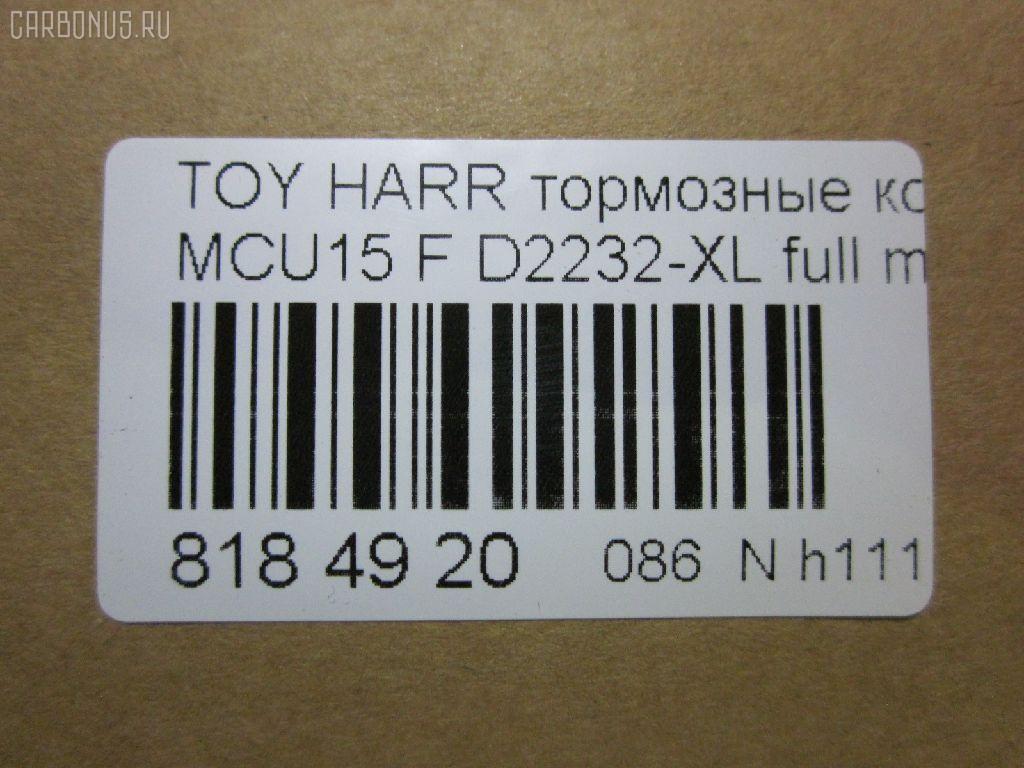 CARBONUS.RU
TOY HARR тормозные ко
MCU15 F D2232-XL full m
818 49 20 086 N h111